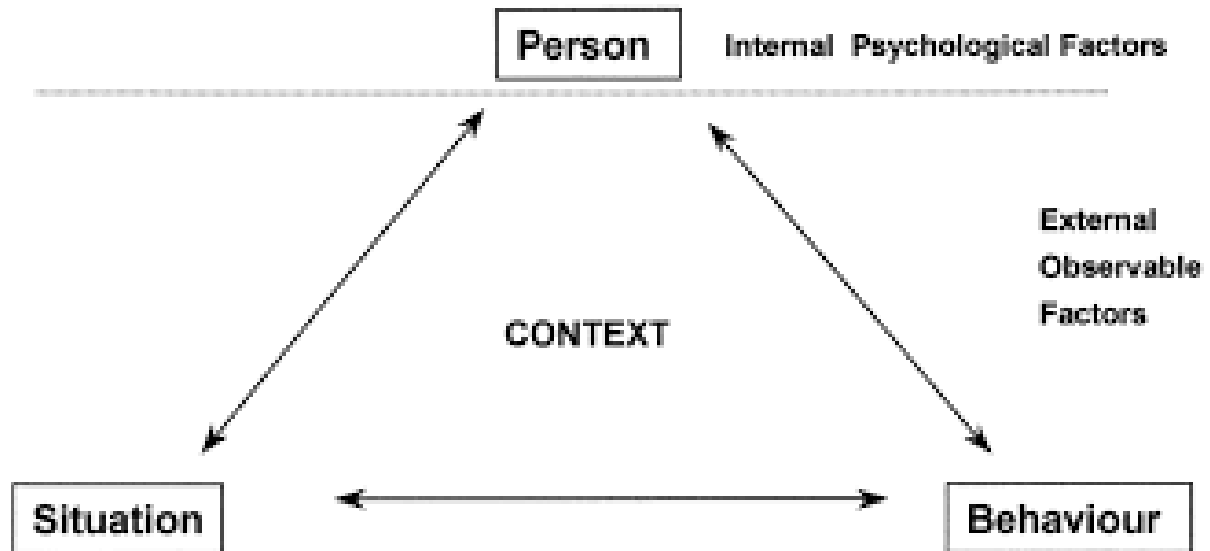 Person
Internal Psychological Factors
External
Observable
Factors
CONTEXT
Situation
Behaviour